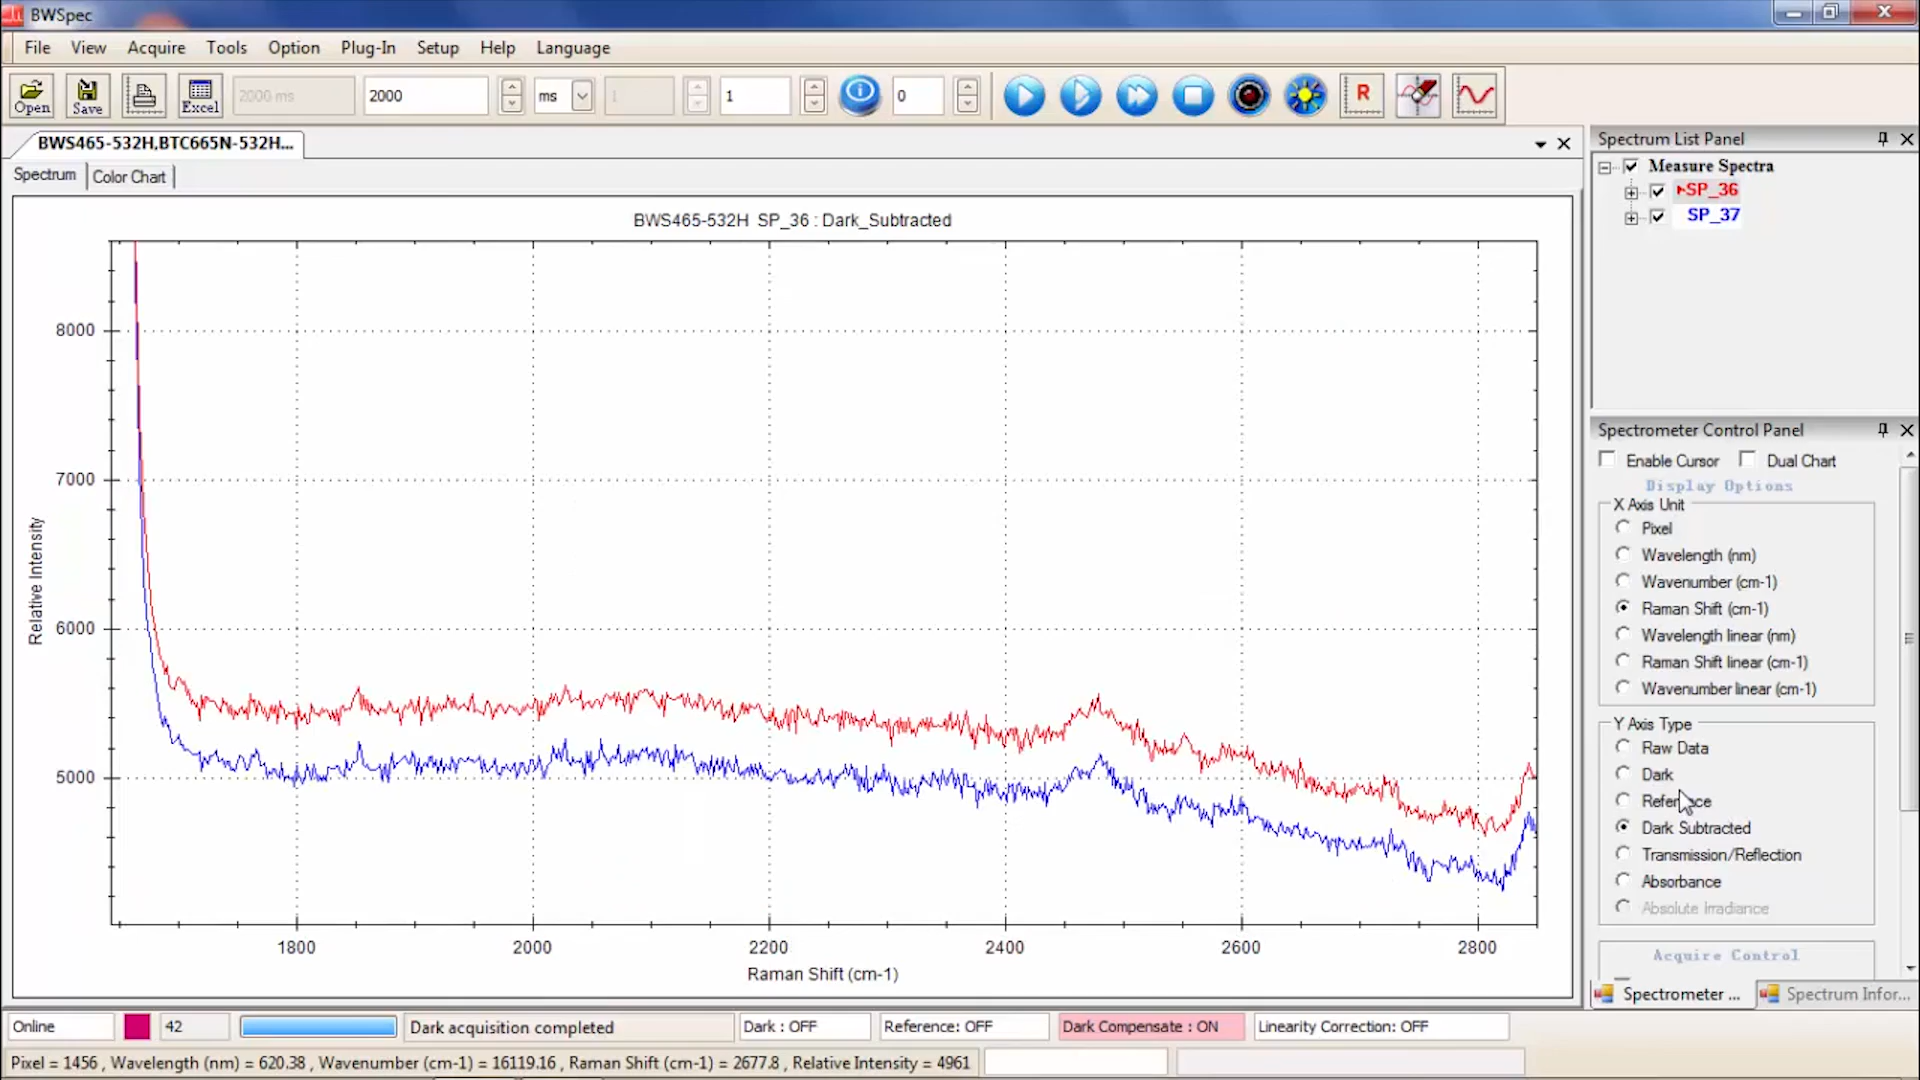 BWSpec
File View Acquire Tools Option Plug-In Setup Help Language
Open Save Excel 2000 ms 2000 ms 1 1 0 R
BWS465-532H,BTC665N-532H...
Spectrum Color Chart
BWS465-532H SP_36 : Dark_Subtracted
8000
7000
6000
5000
Relative Intensity
1800 2000 2200 2400 2600 2800
Raman Shift (cm-1)
Spectrum List Panel
Measure Spectra
SP_36
SP_37
Spectrometer Control Panel
Enable Cursor Dual Chart
Display Options
X Axis Unit
Pixel
Wavelength (nm)
Wavenumber (cm-1)
Raman Shift (cm-1)
Wavelength linear (nm)
Raman Shift linear (cm-1)
Wavenumber linear (cm-1)
Y Axis Type
Raw Data
Dark
Reference
Dark Subtracted
Transmission/Reflection
Absorbance
Absolute Irradiance
Acquire Control
Spectrometer ... Spectrum Infor...
Online 42 Dark acquisition completed Dark : OFF Reference: OFF Dark Compensate : ON Linearity Correction: OFF
Pixel = 1456 , Wavelength (nm) = 620.38 , Wavenumber (cm-1) = 16119.16 , Raman Shift (cm-1) = 2677.8 , Relative Intensity = 4961